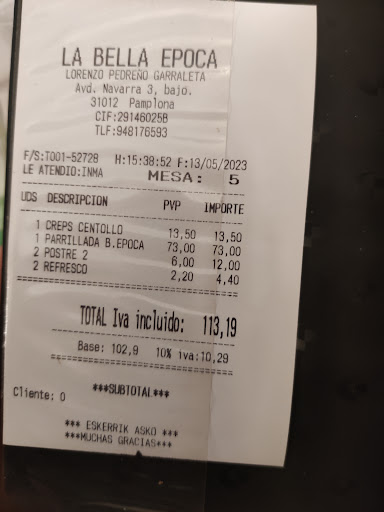 LA BELLA EPOCA
LORENZO PEDREÑO GARRALETA
Avd. Navarra 3, bajo.
31012 Pamplona
CIF:29146025B
TLF:948176593
F/S:T001-52728 H:15:38:52 F:13/05/2023
LE ATENDIO:INMA MESA: 5
UDS DESCRIPCION PVP IMPORTE
1 CREPS CENTOLLO 13,50 13,50
1 PARRILLADA B.EPOCA 73,00 73,00
2 POSTRE 2 6,00 12,00
2 REFRESCO 2,20 4,40
TOTAL Iva incluido: 113,19
Base: 102,9 10% iva:10,29
***SUBTOTAL***
Cliente: 0
*** ESKERRIK ASKO ***
***MUCHAS GRACIAS***